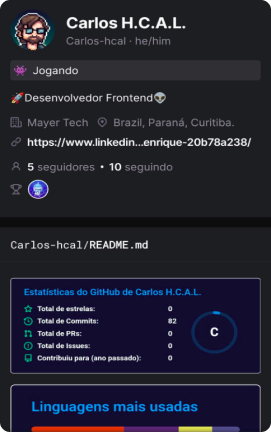 Carlos H.C.A.L.
Carlos-hcal · he/him
Jogando
🚀Desenvolvedor Frontend👽
Mayer Tech Brazil, Paraná, Curitiba.
https://www.linkedin...enrique-20b78a238/
5 seguidores • 10 seguindo
Carlos-hcal/README.md
Estatísticas do GitHub de Carlos H.C.A.L.
Total de estrelas: 0
Total de Commits: 82
Total de PRs: 0
Total de Issues: 0
Contribuiu para (ano passado): 0
C
Linguagens mais usadas